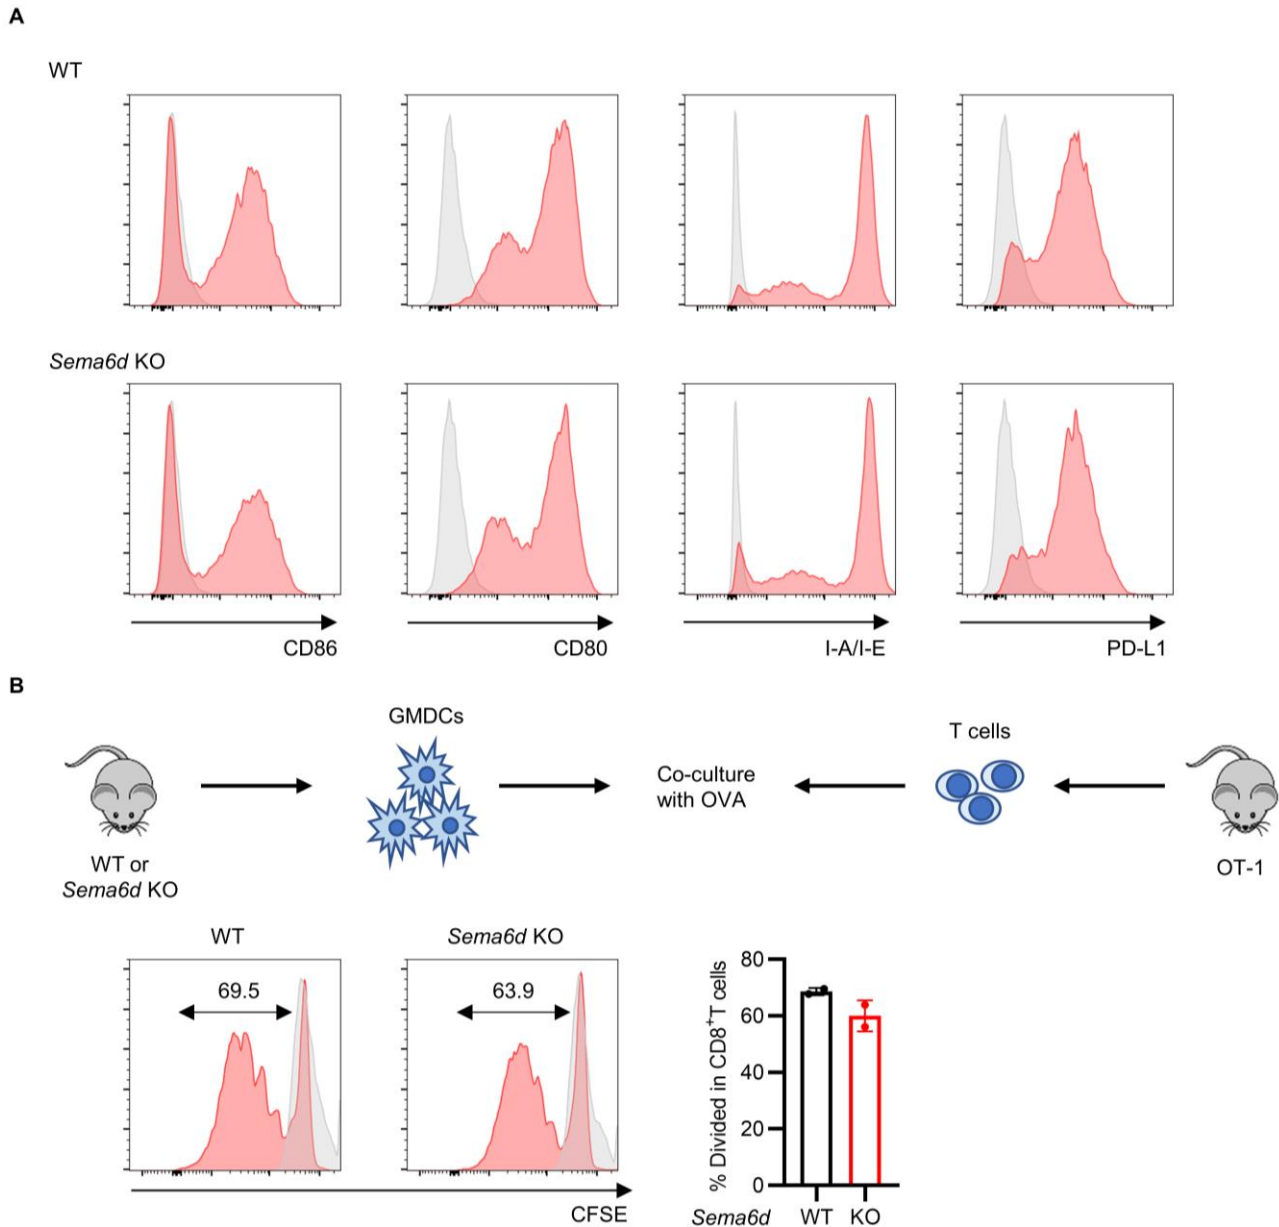 A
WT
Sema6d KO
CD86
CD80
I-A/I-E
PD-L1
B
GMDCs
T cells
Co-culture
with OVA
WT or
Sema6d KO
OT-1
WT
Sema6d KO
69.5
63.9
CFSE
% Divided in CD8⁺T cells
80
60
40
20
0
Sema6d WT KO